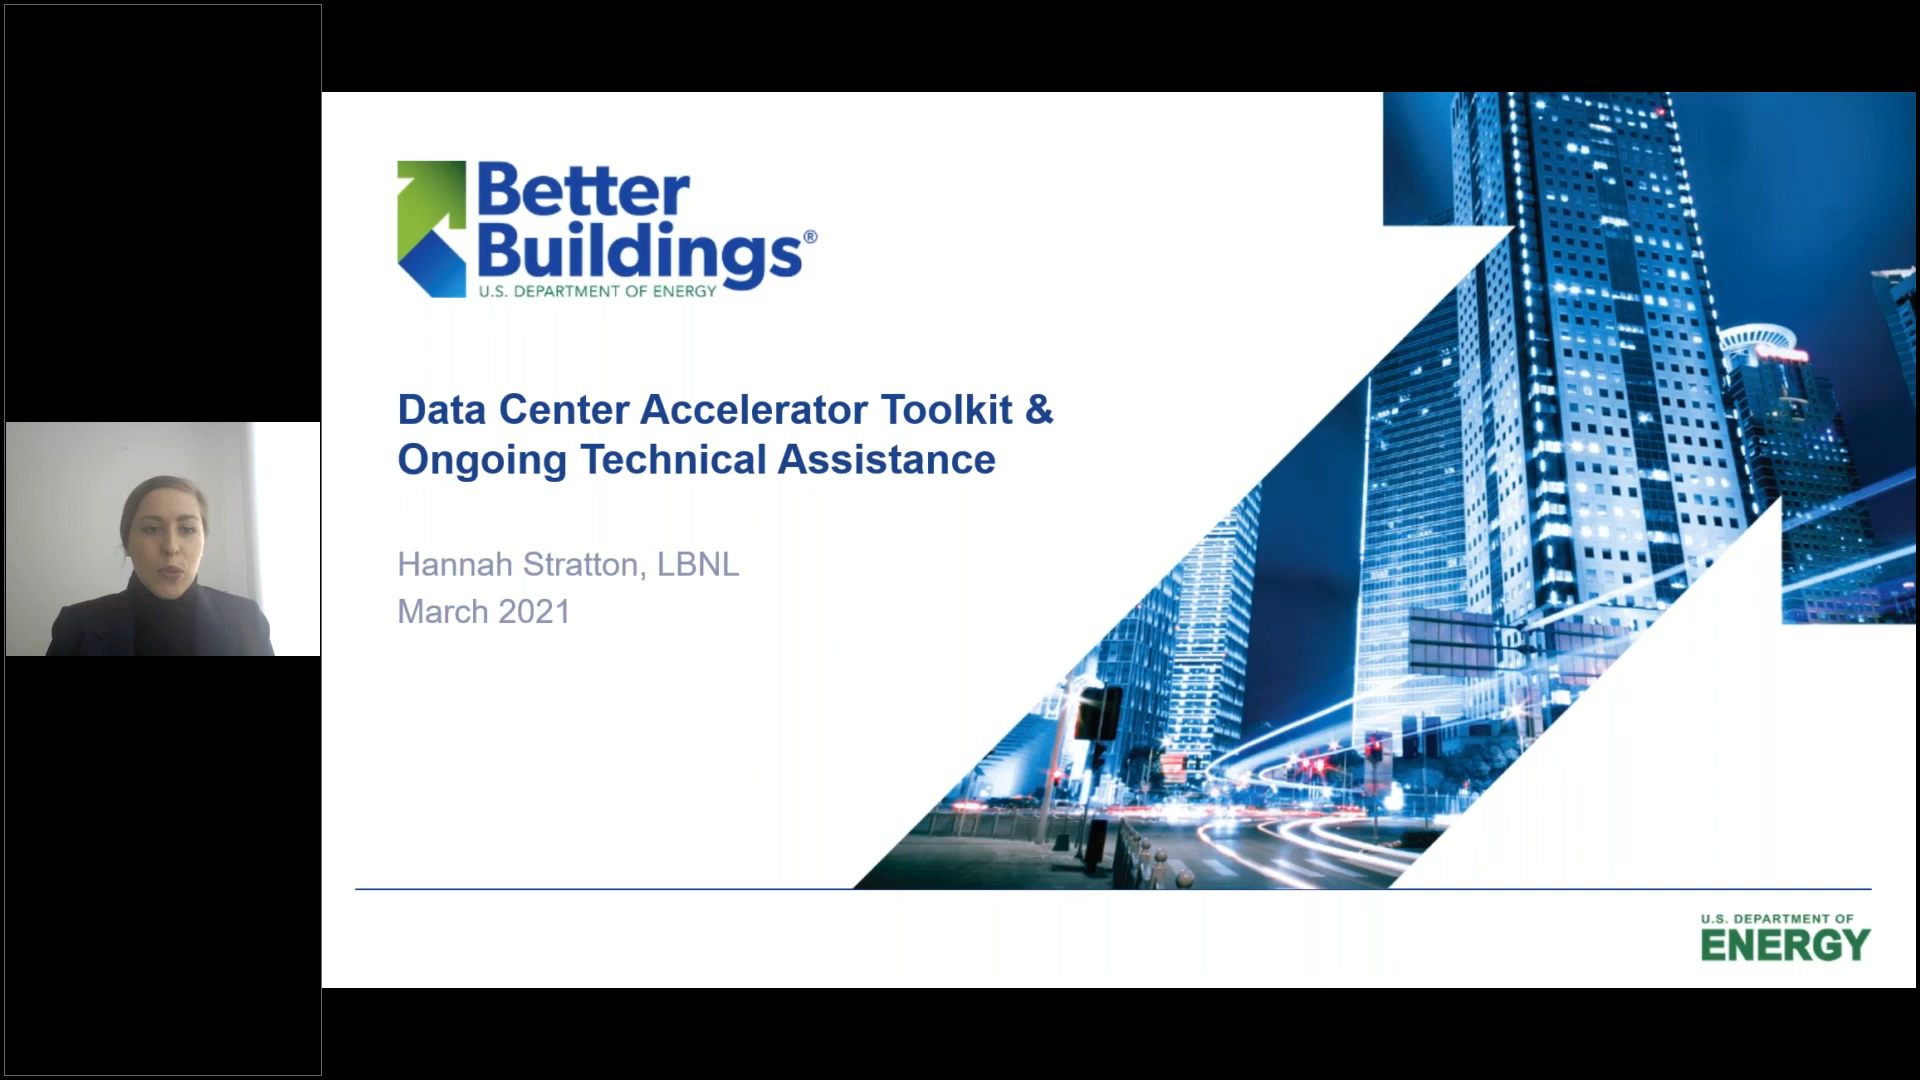 Better
Buildings®
U.S. DEPARTMENT OF ENERGY
Data Center Accelerator Toolkit &
Ongoing Technical Assistance
Hannah Stratton, LBNL
March 2021
U.S. DEPARTMENT OF
ENERGY